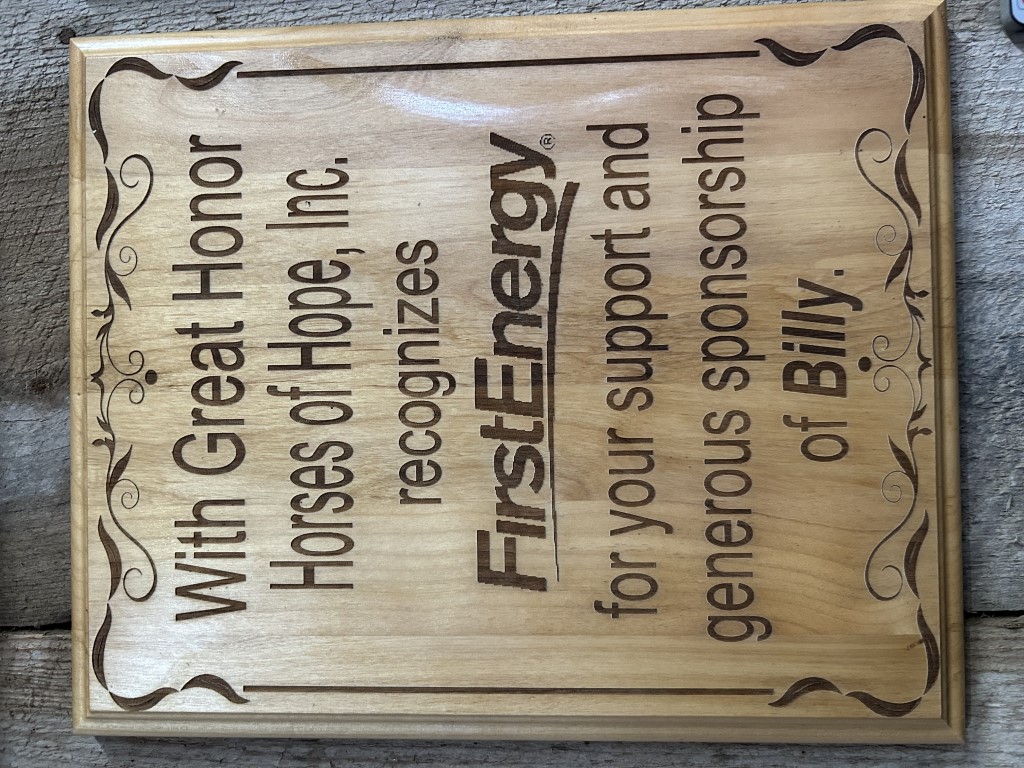 With Great Honor
Horses of Hope, Inc.
recognizes
FirstEnergy®
for your support and
generous sponsorship
of Billy.